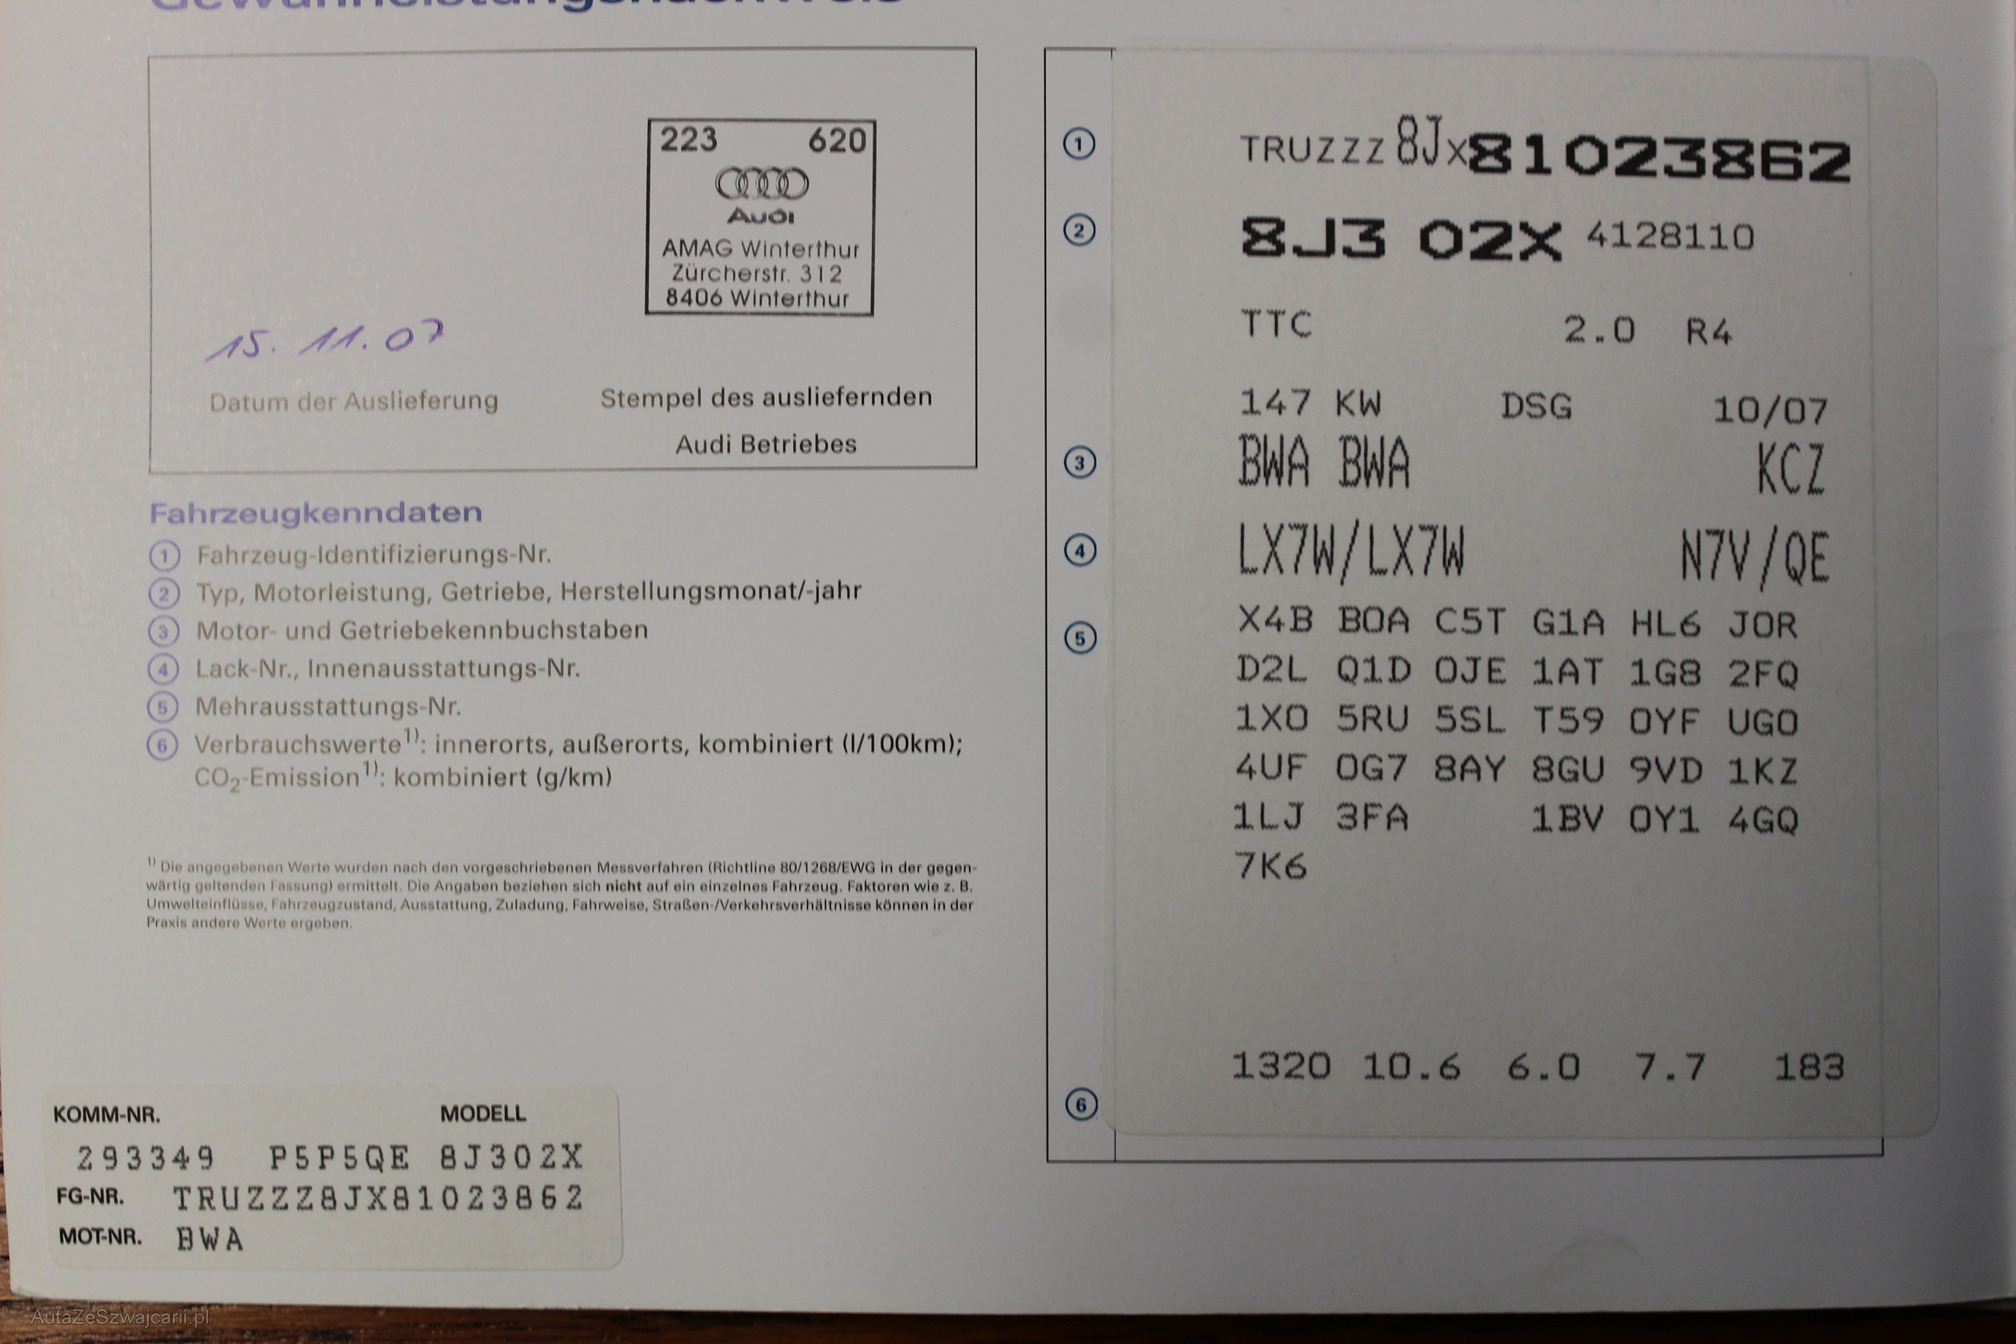 Gewährleistungsnachweis
223 620
Audi
AMAG Winterthur
Zürcherstr. 312
8406 Winterthur
15. 11. 07
Datum der Auslieferung
Stempel des ausliefernden
Audi Betriebes
Fahrzeugkenndaten
1 Fahrzeug-Identifizierungs-Nr.
2 Typ, Motorleistung, Getriebe, Herstellungsmonat/-jahr
3 Motor- und Getriebekennbuchstaben
4 Lack-Nr., Innenausstattungs-Nr.
5 Mehrausstattungs-Nr.
6 Verbrauchswerte1): innerorts, außerorts, kombiniert (l/100km);
CO2-Emission1): kombiniert (g/km)
1) Die angegebenen Werte wurden nach den vorgeschriebenen Messverfahren (Richtline 80/1268/EWG in der gegen-
wärtig geltenden Fassung) ermittelt. Die Angaben beziehen sich nicht auf ein einzelnes Fahrzeug. Faktoren wie z. B.
Umwelteinflüsse, Fahrzeugzustand, Ausstattung, Zuladung, Fahrweise, Straßen-/Verkehrsverhältnisse können in der
Praxis andere Werte ergeben.
KOMM-NR. MODELL
293349 P5P5QE 8J302X
FG-NR. TRUZZZ8JX81023862
MOT-NR. BWA
1 TRUZZZ 8JX81023862
2 8J3 02X 4128110
TTC 2.0 R4
147 KW DSG 10/07
3 BWA BWA KCZ
4 LX7W/LX7W N7V/QE
5 X4B B0A C5T G1A HL6 J0R
D2L Q1D 0JE 1AT 1G8 2FQ
1X0 5RU 5SL T59 0YF UG0
4UF 0G7 8AY 8GU 9VD 1KZ
1LJ 3FA 1BV 0Y1 4GQ
7K6
1320 10.6 6.0 7.7 183
6
AutaZeSzwajcarii.pl